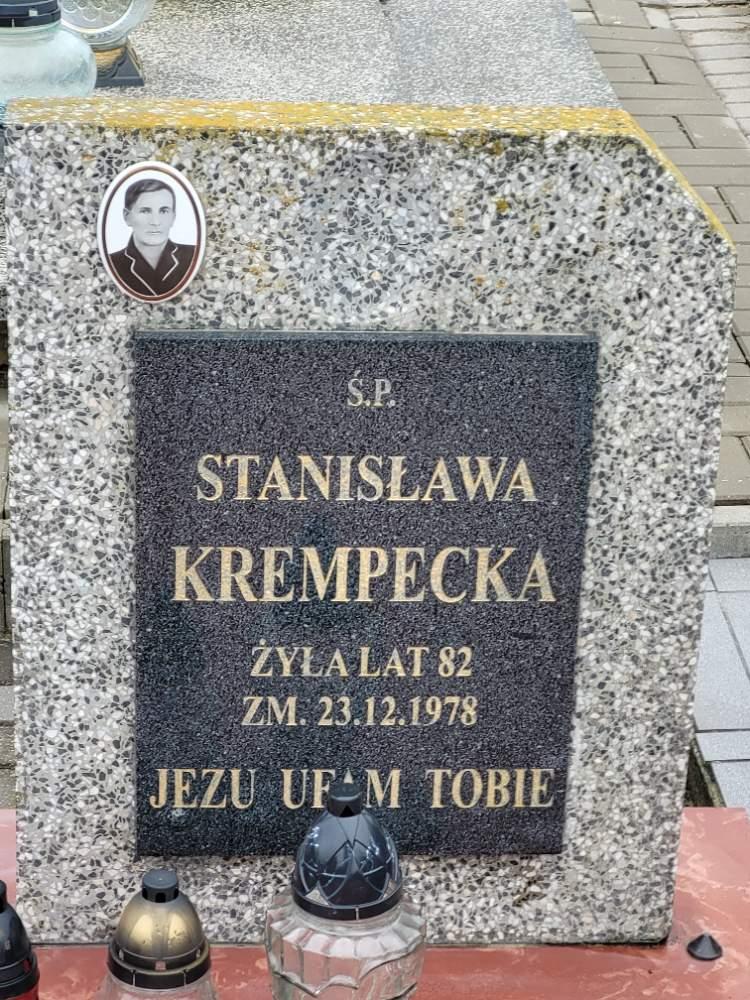 Ś.P.
STANISŁAWA
KREMPECKA
ŻYŁA LAT 82
ZM. 23.12.1978
JEZU UFAM TOBIE